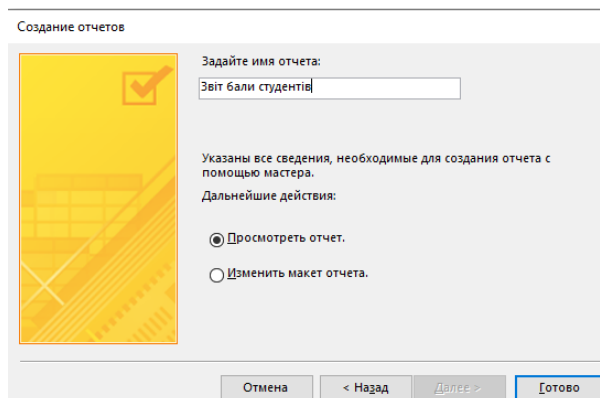 Создание отчетов
Задайте имя отчета:
Звіт бали студентів
Указаны все сведения, необходимые для создания отчета с
помощью мастера.
Дальнейшие действия:
Просмотреть отчет.
Изменить макет отчета.
Отмена
< Назад
Далее >
Готово